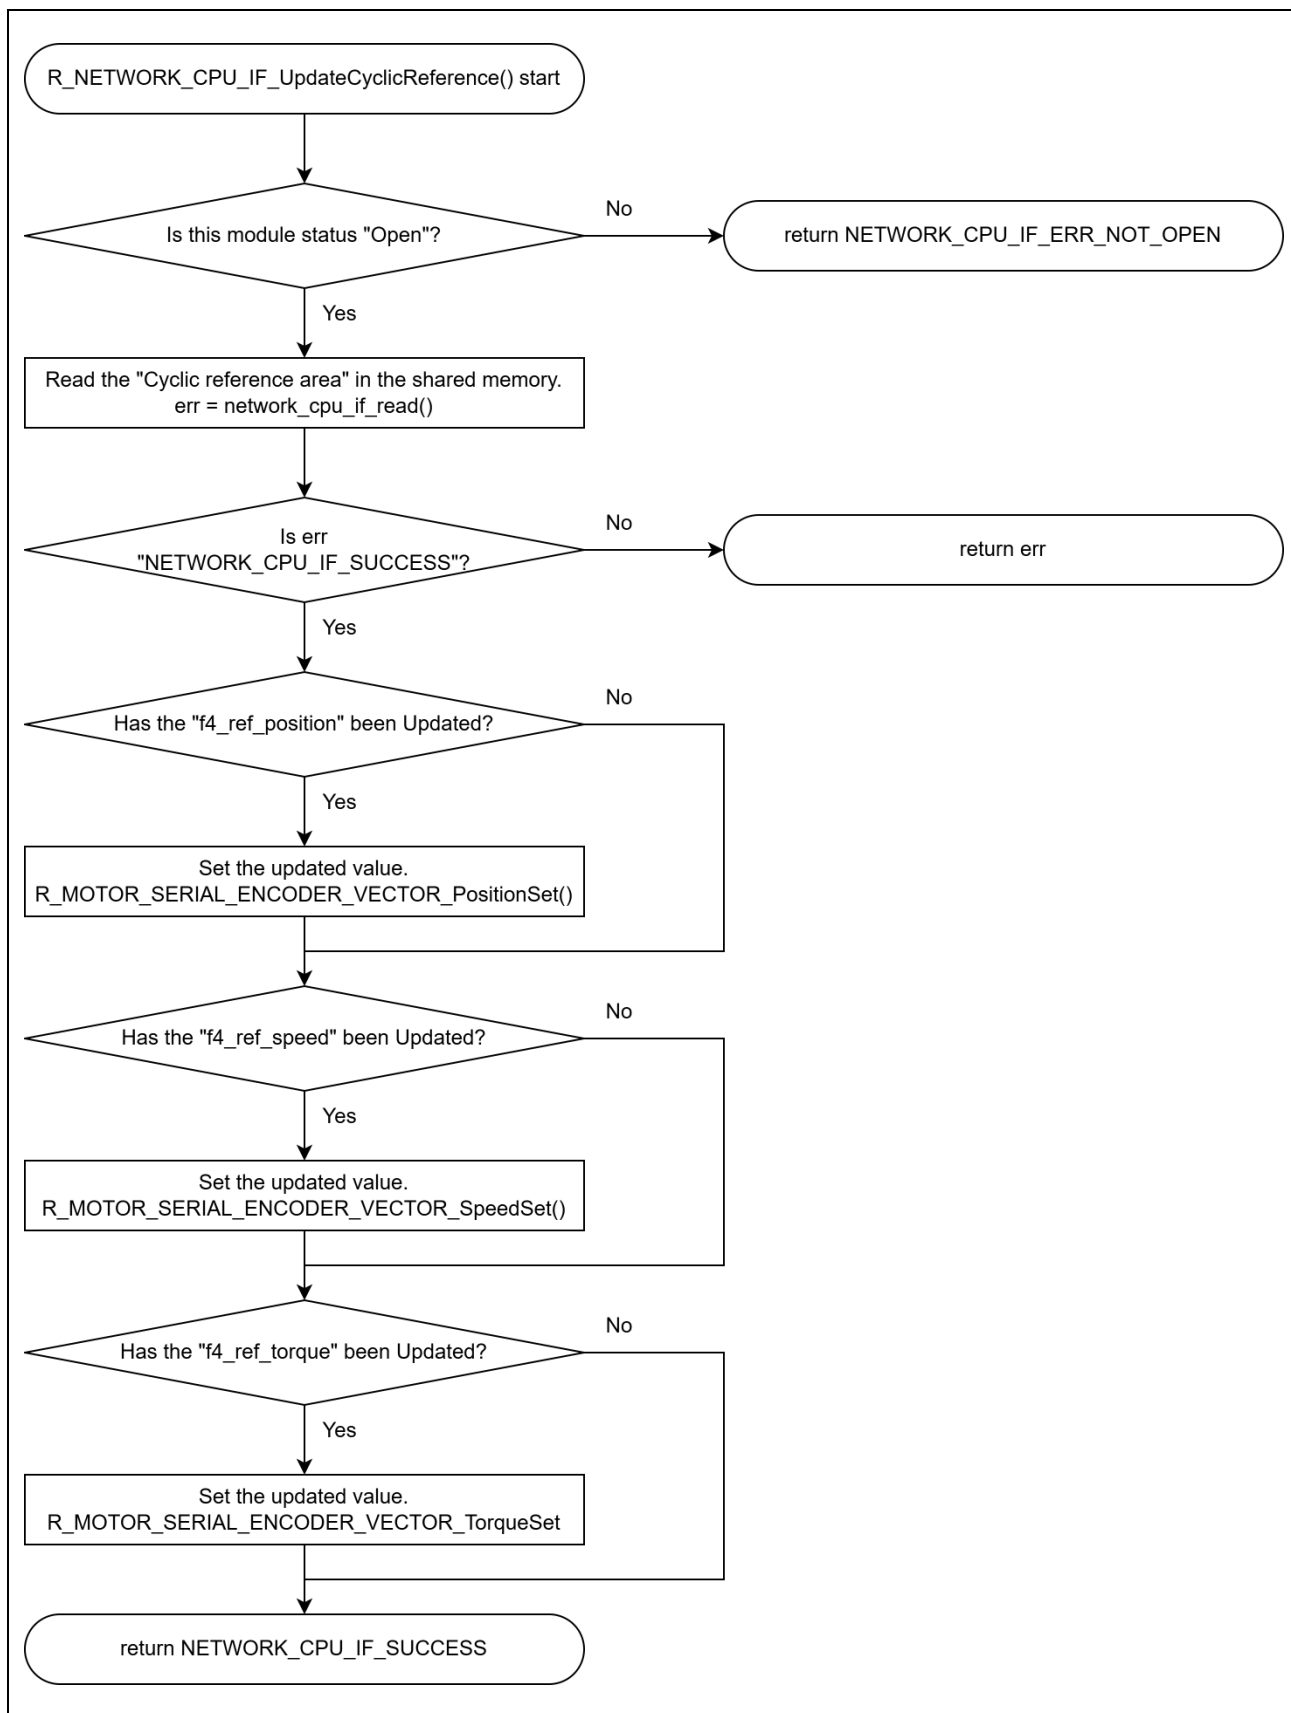 R_NETWORK_CPU_IF_UpdateCyclicReference() start
Is this module status "Open"?
No
return NETWORK_CPU_IF_ERR_NOT_OPEN
Yes
Read the "Cyclic reference area" in the shared memory.
err = network_cpu_if_read()
Is err
"NETWORK_CPU_IF_SUCCESS"?
No
return err
Yes
Has the "f4_ref_position" been Updated?
No
Yes
Set the updated value.
R_MOTOR_SERIAL_ENCODER_VECTOR_PositionSet()
Has the "f4_ref_speed" been Updated?
No
Yes
Set the updated value.
R_MOTOR_SERIAL_ENCODER_VECTOR_SpeedSet()
Has the "f4_ref_torque" been Updated?
No
Yes
Set the updated value.
R_MOTOR_SERIAL_ENCODER_VECTOR_TorqueSet
return NETWORK_CPU_IF_SUCCESS